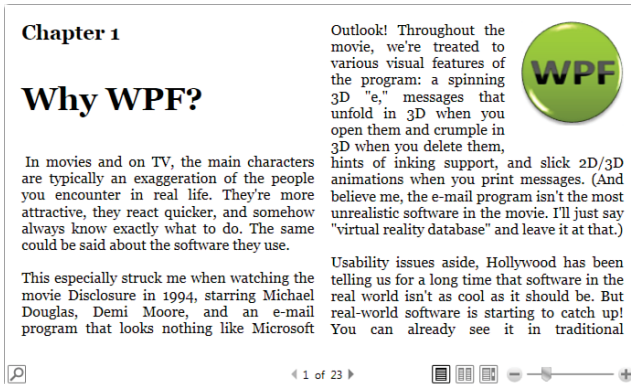 Chapter 1
Why WPF?
In movies and on TV, the main characters
are typically an exaggeration of the people
you encounter in real life. They're more
attractive, they react quicker, and somehow
always know exactly what to do. The same
could be said about the software they use.
This especially struck me when watching the
movie Disclosure in 1994, starring Michael
Douglas, Demi Moore, and an e-mail
program that looks nothing like Microsoft
Outlook! Throughout the
movie, we're treated to
various visual features of
the program: a spinning
3D "e," messages that
unfold in 3D when you
open them and crumple in
3D when you delete them,
hints of inking support, and slick 2D/3D
animations when you print messages. (And
believe me, the e-mail program isn't the most
unrealistic software in the movie. I'll just say
"virtual reality database" and leave it at that.)
Usability issues aside, Hollywood has been
telling us for a long time that software in the
real world isn't as cool as it should be. But
real-world software is starting to catch up!
You can already see it in traditional
WPF
1 of 23